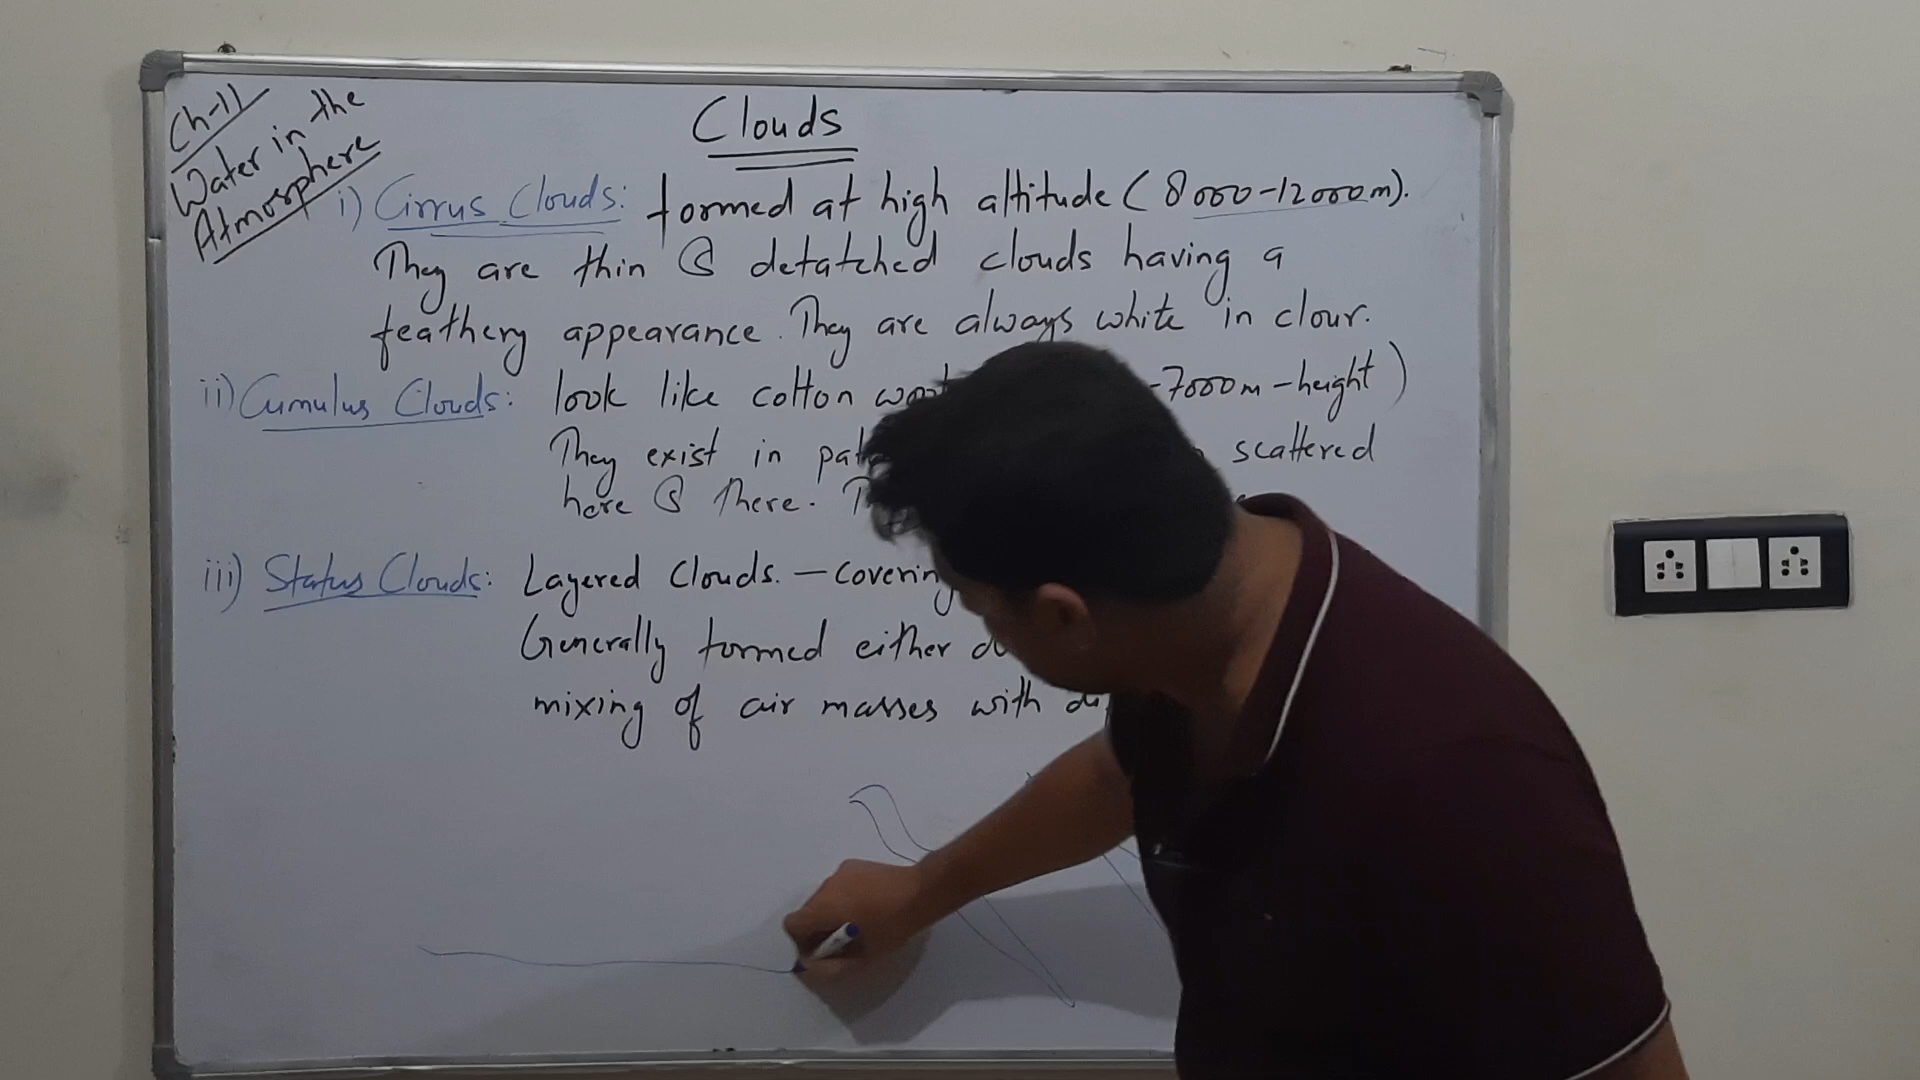 Ch-11
Water in the
Atmosphere
Clouds
i) Cirrus Clouds: formed at high altitude (8000-12000m).
They are thin & detatched clouds having a
feathery appearance. They are always white in clour.
ii) Cumulus Clouds: look like cotton -7000m-height)
They exist in scattered
here & there.
iii) Status Clouds: Layered Clouds. - Covering
Generally formed either
mixing of air masses with